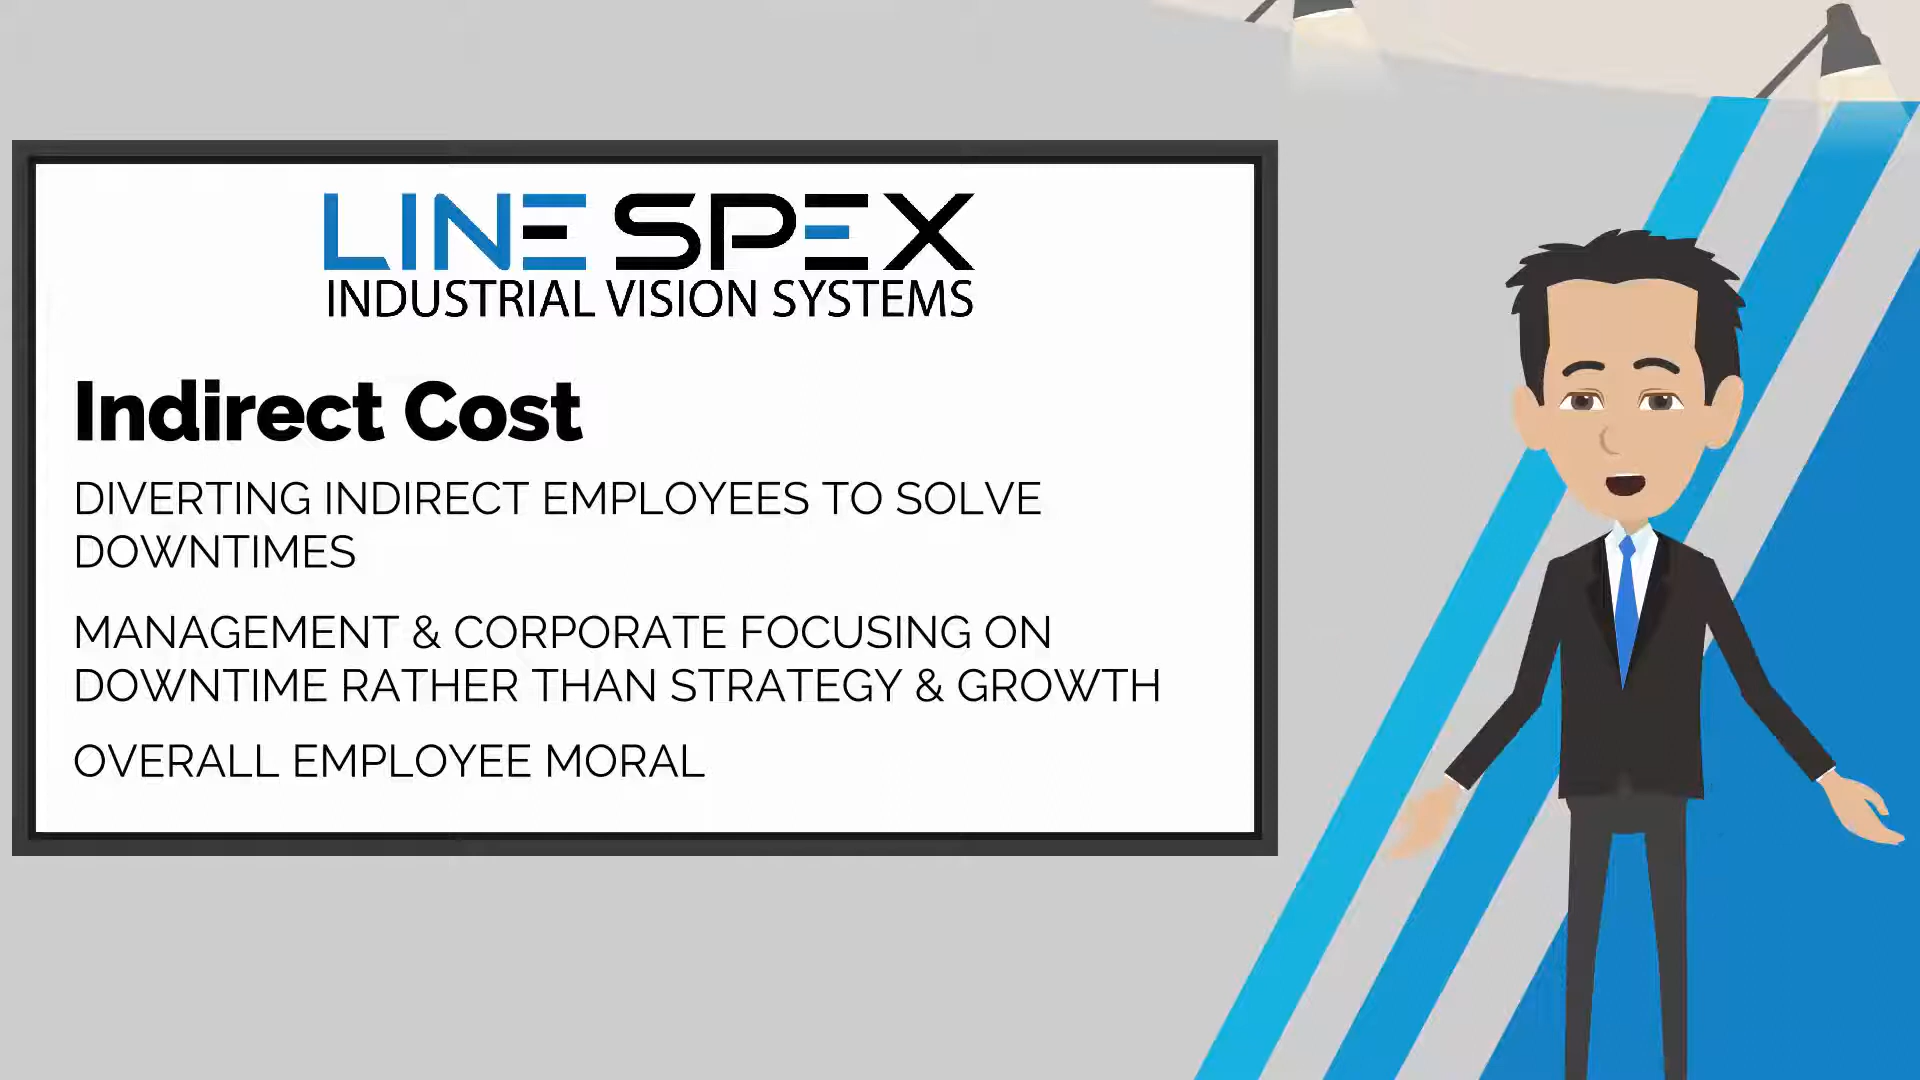 LINE SPEX
INDUSTRIAL VISION SYSTEMS
Indirect Cost
DIVERTING INDIRECT EMPLOYEES TO SOLVE
DOWNTIMES
MANAGEMENT & CORPORATE FOCUSING ON
DOWNTIME RATHER THAN STRATEGY & GROWTH
OVERALL EMPLOYEE MORAL